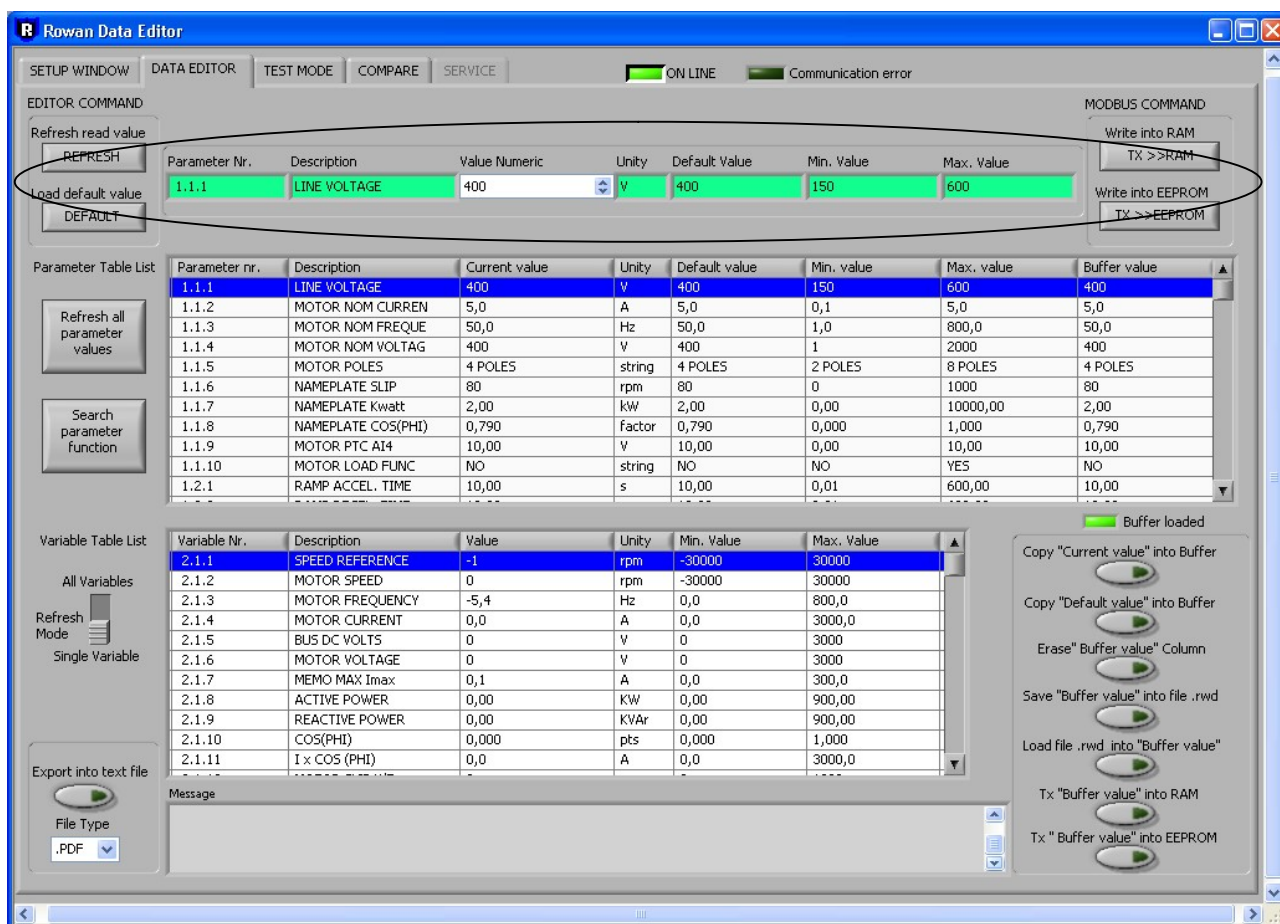 R Rowan Data Editor
SETUP WINDOW DATA EDITOR TEST MODE COMPARE SERVICE ON LINE Communication error
EDITOR COMMAND MODBUS COMMAND
Refresh read value Write into RAM
REFRESH TX >>RAM
Parameter Nr. Description Value Numeric Unity Default Value Min. Value Max. Value
1.1.1 LINE VOLTAGE 400 V 400 150 600
Load default value Write into EEPROM
DEFAULT TX >>EEPROM
Parameter Table List
Refresh all
parameter
values
Search
parameter
function
Parameter nr. Description Current value Unity Default value Min. value Max. value Buffer value
1.1.1 LINE VOLTAGE 400 V 400 150 600 400
1.1.2 MOTOR NOM CURREN 5,0 A 5,0 0,1 5,0 5,0
1.1.3 MOTOR NOM FREQUE 50,0 Hz 50,0 1,0 800,0 50,0
1.1.4 MOTOR NOM VOLTAG 400 V 400 1 2000 400
1.1.5 MOTOR POLES 4 POLES string 4 POLES 2 POLES 8 POLES 4 POLES
1.1.6 NAMEPLATE SLIP 80 rpm 80 0 1000 80
1.1.7 NAMEPLATE Kwatt 2,00 kW 2,00 0,00 10000,00 2,00
1.1.8 NAMEPLATE COS(PHI) 0,790 factor 0,790 0,000 1,000 0,790
1.1.9 MOTOR PTC AI4 10,00 V 10,00 0,00 10,00 10,00
1.1.10 MOTOR LOAD FUNC NO string NO NO YES NO
1.2.1 RAMP ACCEL. TIME 10,00 s 10,00 0,01 600,00 10,00
Buffer loaded
Variable Table List
All Variables
Refresh
Mode
Single Variable
Variable Nr. Description Value Unity Min. Value Max. Value
2.1.1 SPEED REFERENCE -1 rpm -30000 30000
2.1.2 MOTOR SPEED 0 rpm -30000 30000
2.1.3 MOTOR FREQUENCY -5,4 Hz 0,0 800,0
2.1.4 MOTOR CURRENT 0,0 A 0,0 3000,0
2.1.5 BUS DC VOLTS 0 V 0 3000
2.1.6 MOTOR VOLTAGE 0 V 0 3000
2.1.7 MEMO MAX Imax 0,1 A 0,0 300,0
2.1.8 ACTIVE POWER 0,00 KW 0,00 900,00
2.1.9 REACTIVE POWER 0,00 KVAr 0,00 900,00
2.1.10 COS(PHI) 0,000 pts 0,000 1,000
2.1.11 I x COS (PHI) 0,0 A 0,0 3000,0
Copy "Current value" into Buffer
Copy "Default value" into Buffer
Erase" Buffer value" Column
Save "Buffer value" into file .rwd
Load file .rwd into "Buffer value"
Tx "Buffer value" into RAM
Tx " Buffer value" into EEPROM
Export into text file
File Type
.PDF
Message